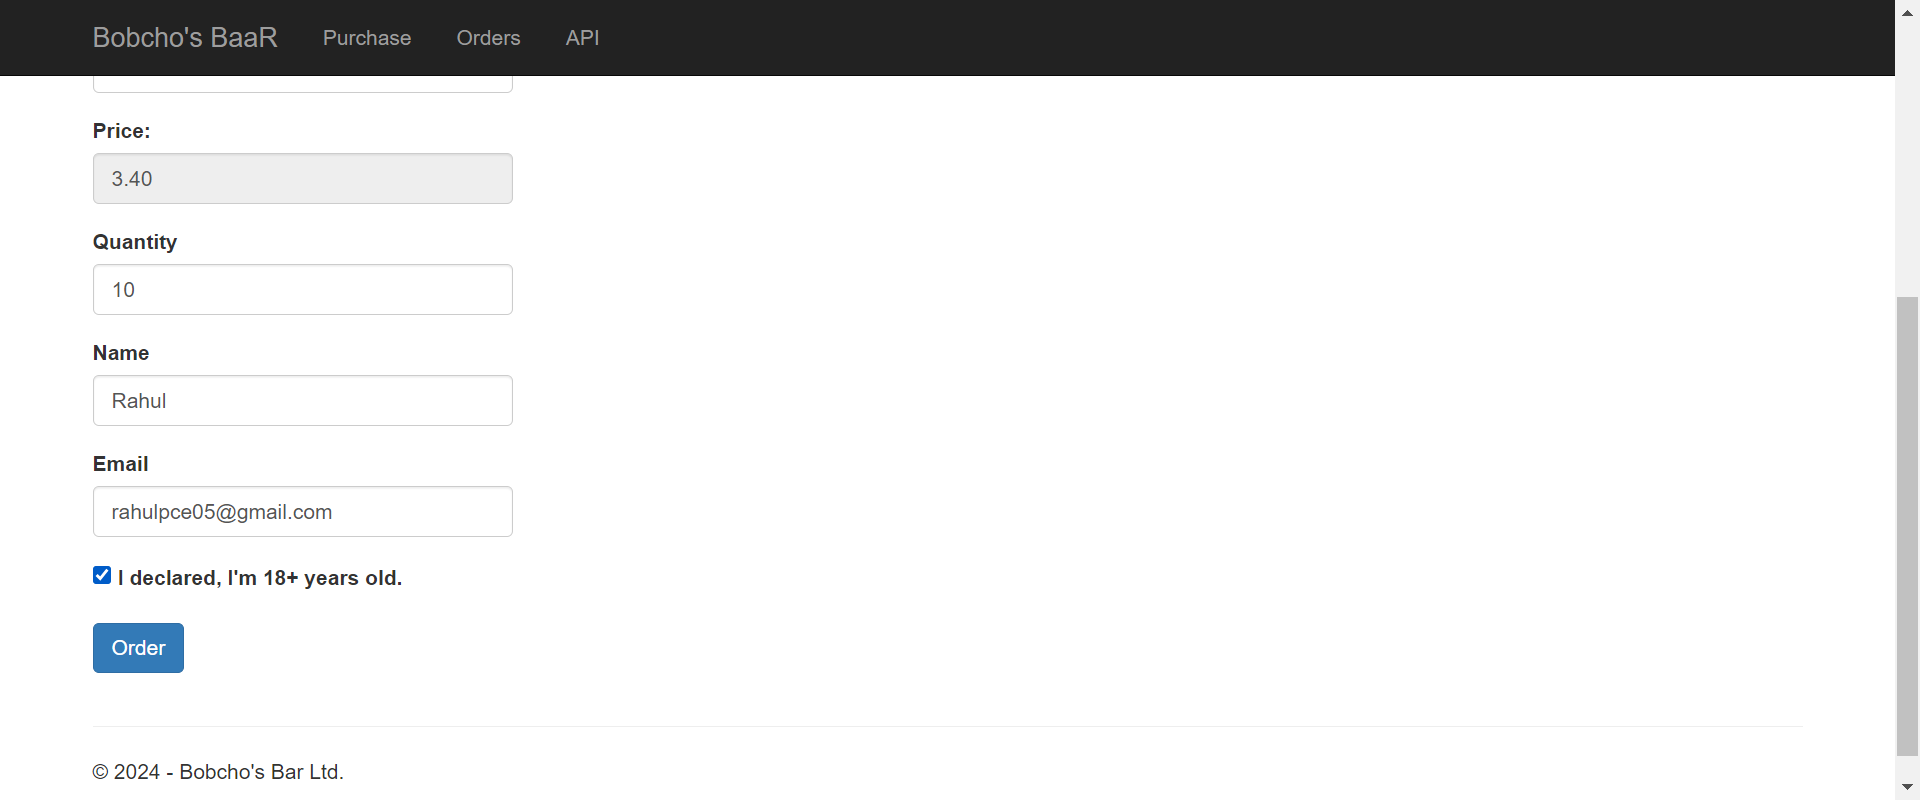 Bobcho's BaaR Purchase Orders API
Price:
3.40
Quantity
10
Name
Rahul
Email
rahulpce05@gmail.com
I declared, I'm 18+ years old.
Order
© 2024 - Bobcho's Bar Ltd.